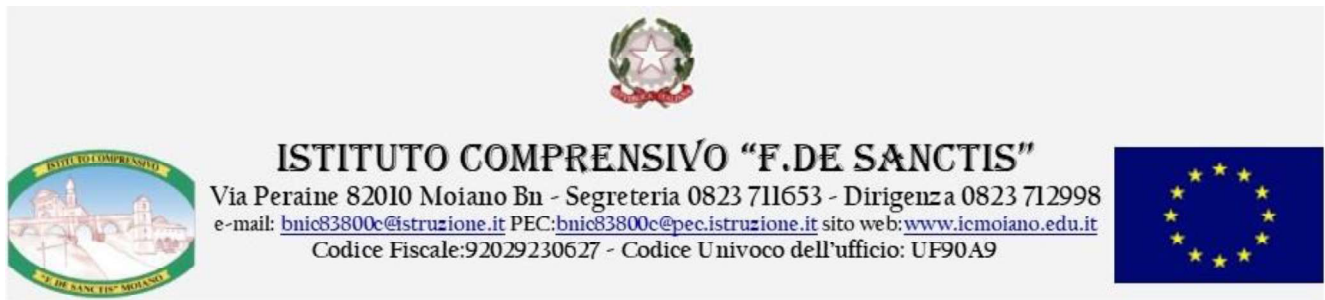 REPUBBLICA ITALIANA
ISTITUTO COMPRENSIVO “F.DE SANCTIS”
Via Peraine 82010 Moiano Bn - Segreteria 0823 711653 - Dirigenza 0823 712998
e-mail: bnic83800c@istruzione.it PEC:bnic83800c@pec.istruzione.it sito web:www.icmoiano.edu.it
Codice Fiscale:92029230627 - Codice Univoco dell’ufficio: UF90A9
ISTITUTO COMPRENSIVO
"F. DE SANCTIS" MOIANO